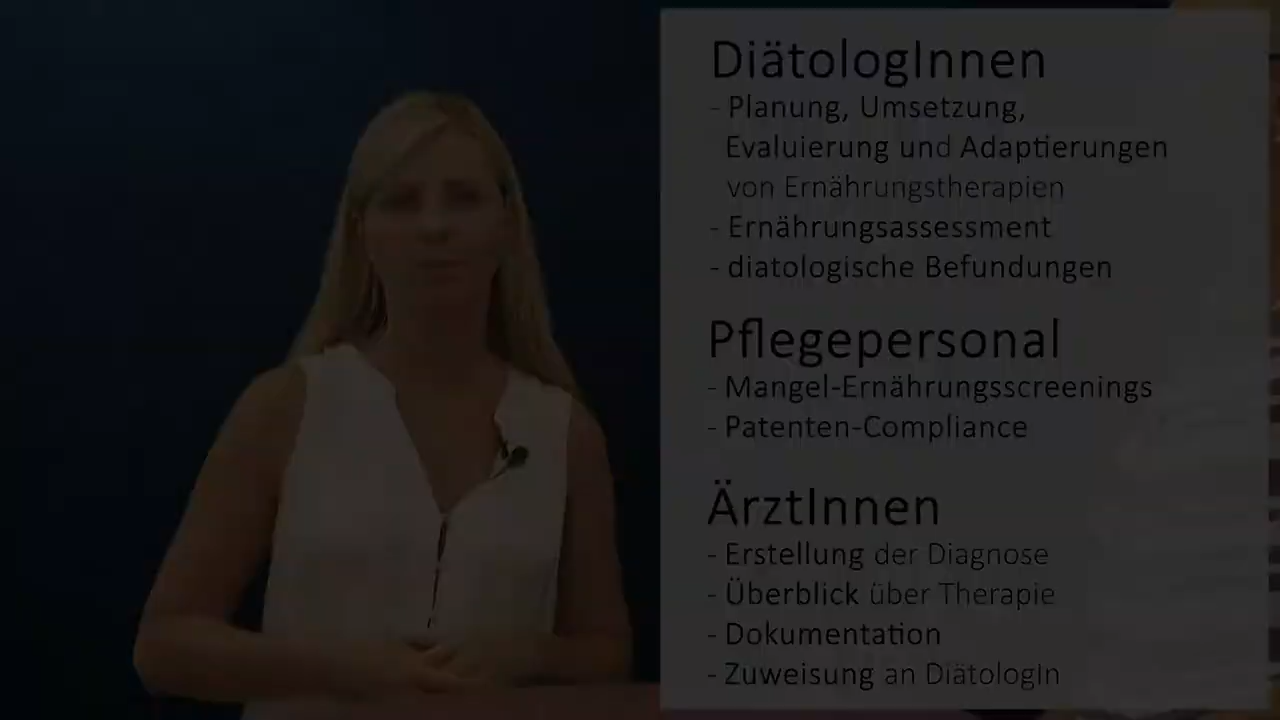 DiätologInnen
- Planung, Umsetzung,
Evaluierung und Adaptierungen
von Ernährungstherapien
- Ernährungsassessment
- diatologische Befundungen
Pflegepersonal
- Mangel-Ernährungsscreenings
- Patenten-Compliance
ÄrztInnen
- Erstellung der Diagnose
- Überblick über Therapie
- Dokumentation
- Zuweisung an DiätologIn